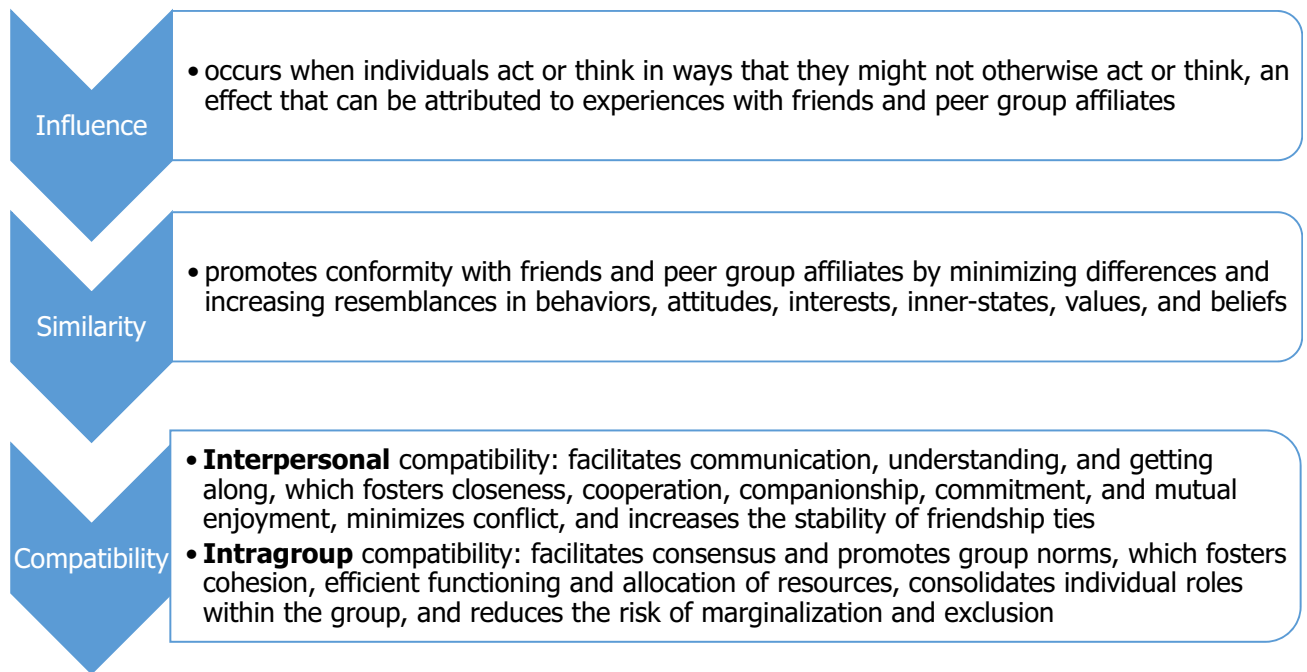 Influence
• occurs when individuals act or think in ways that they might not otherwise act or think, an
effect that can be attributed to experiences with friends and peer group affiliates
Similarity
• promotes conformity with friends and peer group affiliates by minimizing differences and
increasing resemblances in behaviors, attitudes, interests, inner-states, values, and beliefs
Compatibility
• Interpersonal compatibility: facilitates communication, understanding, and getting
along, which fosters closeness, cooperation, companionship, commitment, and mutual
enjoyment, minimizes conflict, and increases the stability of friendship ties
• Intragroup compatibility: facilitates consensus and promotes group norms, which fosters
cohesion, efficient functioning and allocation of resources, consolidates individual roles
within the group, and reduces the risk of marginalization and exclusion